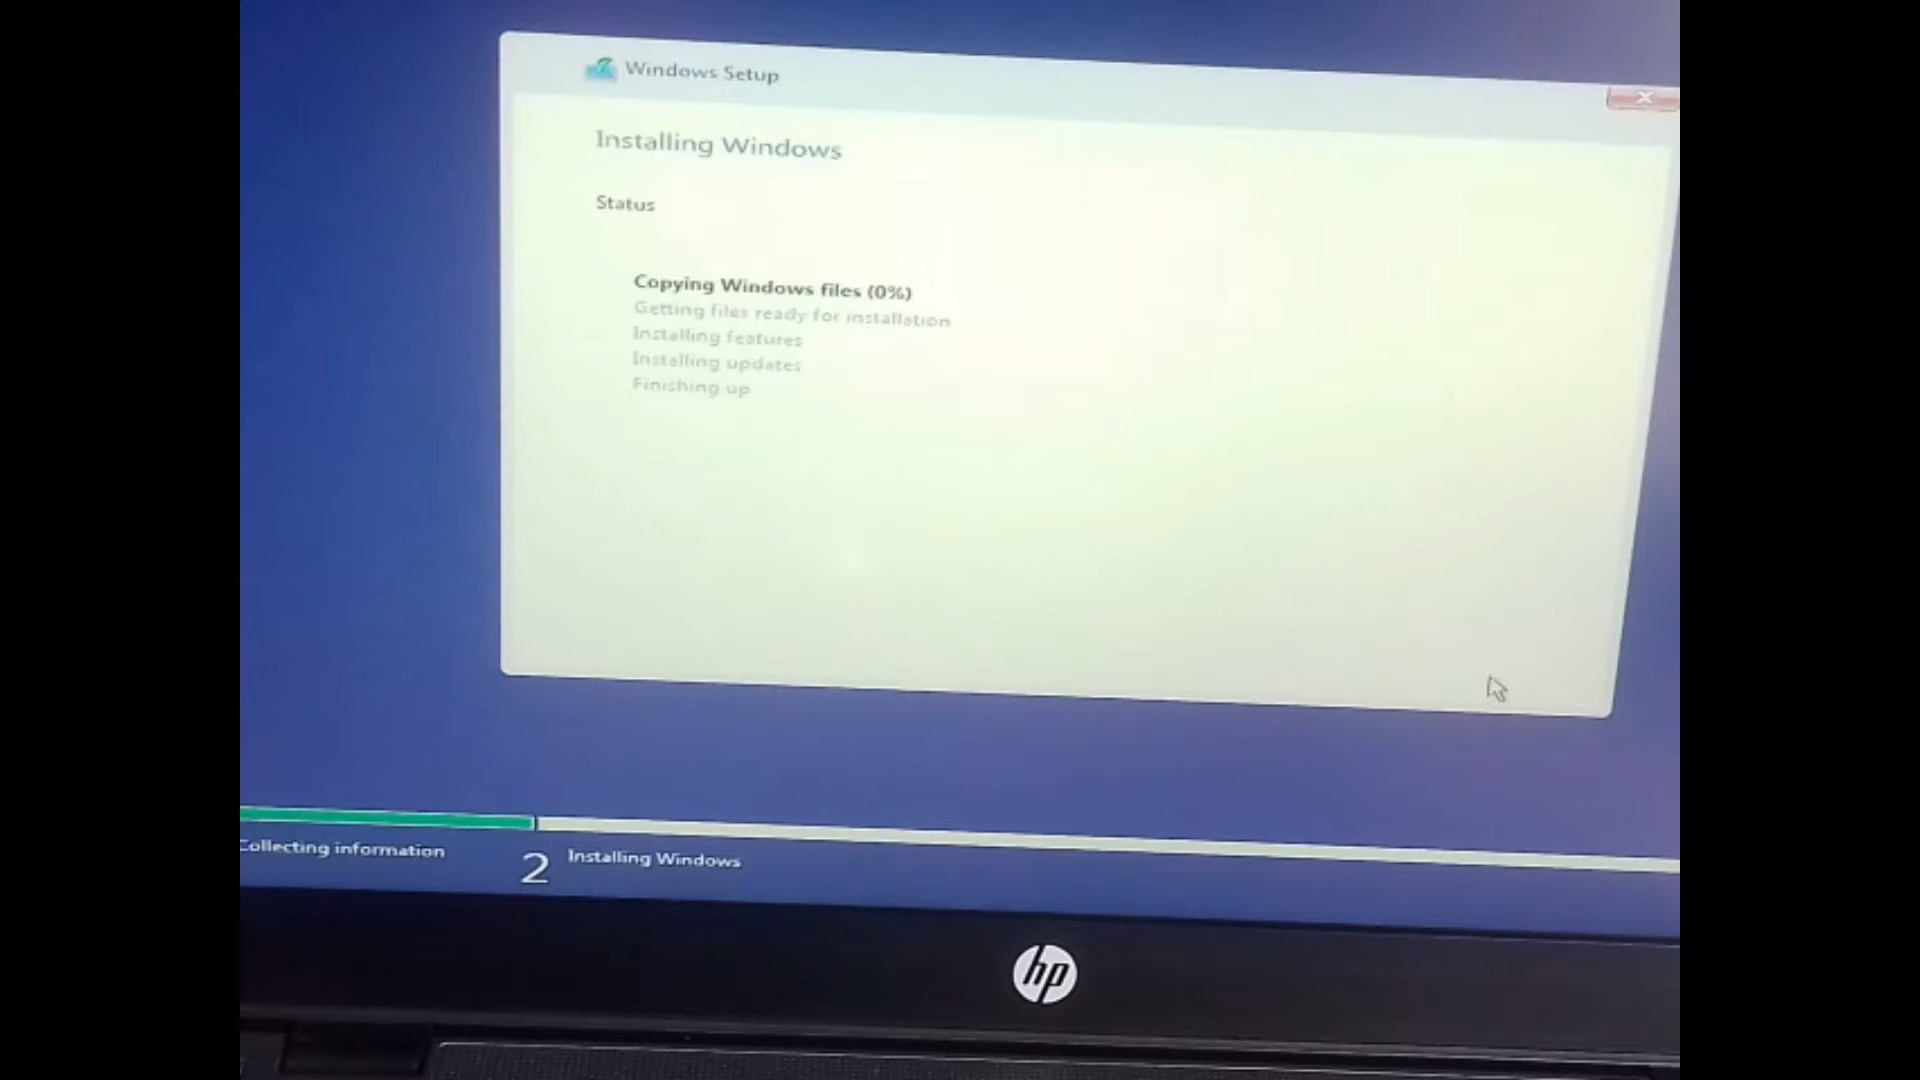 Windows Setup
Installing Windows
Status
Copying Windows files (0%)
Getting files ready for installation
Installing features
Installing updates
Finishing up
Collecting information
2 Installing Windows
hp